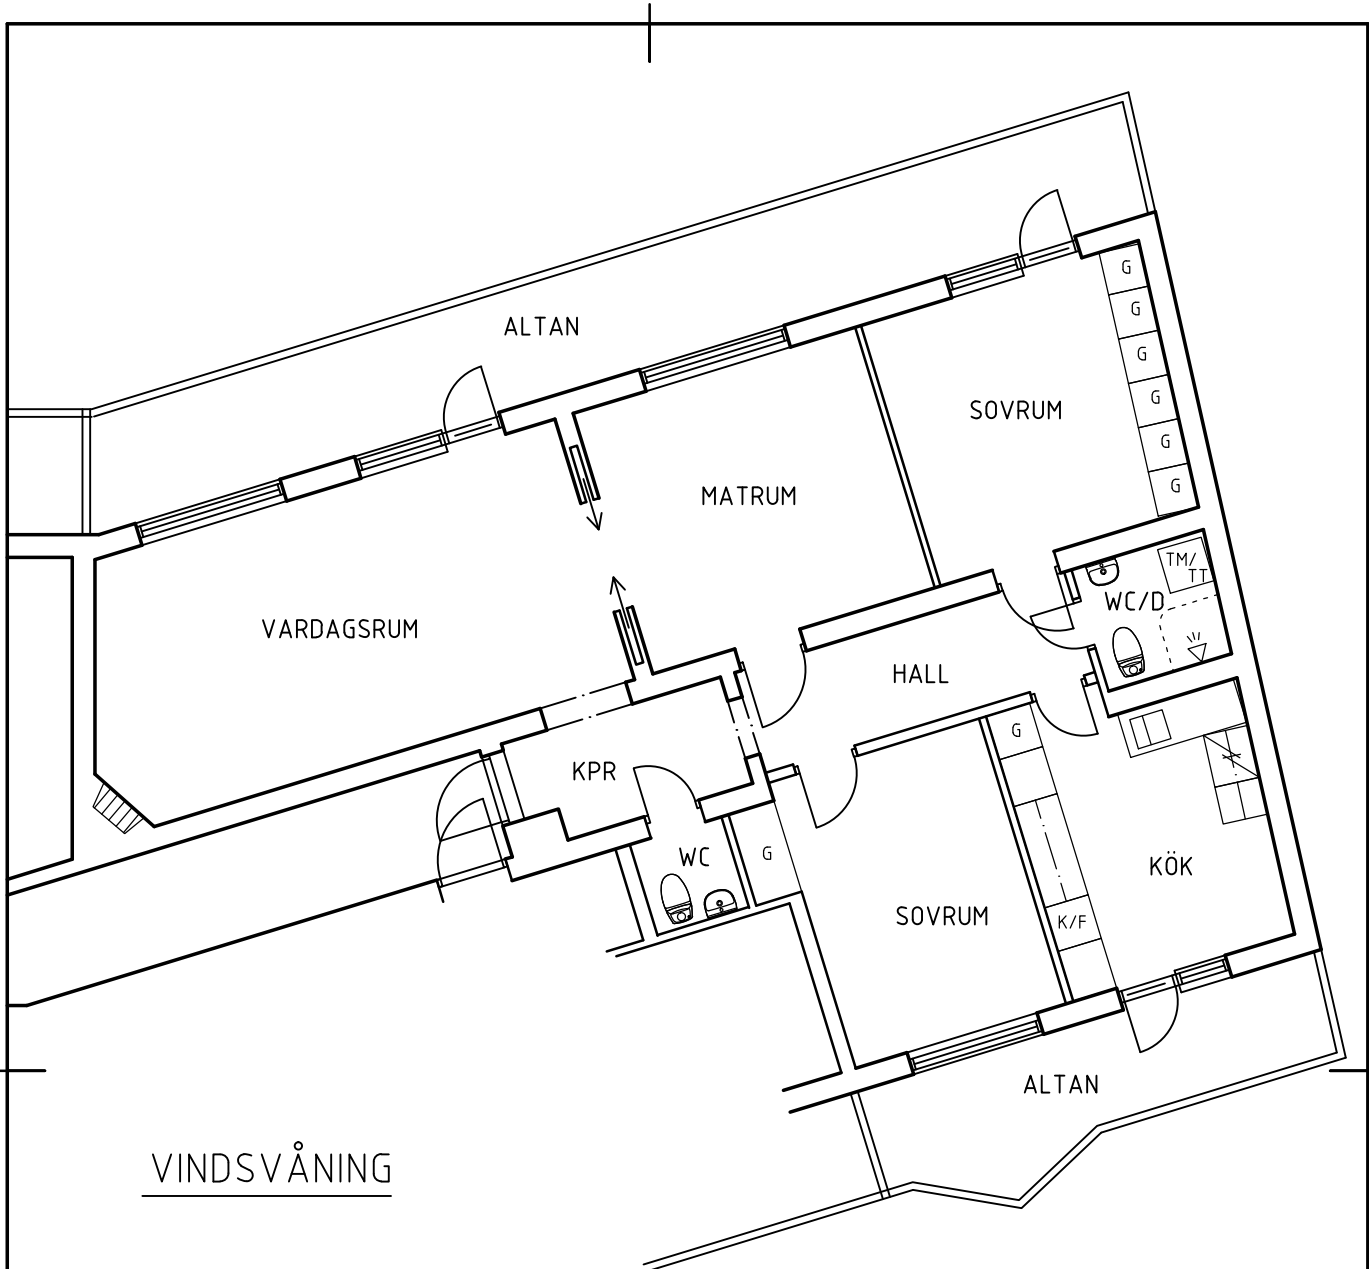 ALTAN
G
G
G
G
G
G
SOVRUM
MATRUM
TM/
TT
WC/D
VARDAGSRUM
HALL
G
KPR
WC
G
KÖK
SOVRUM
K/F
ALTAN
VINDSVÅNING